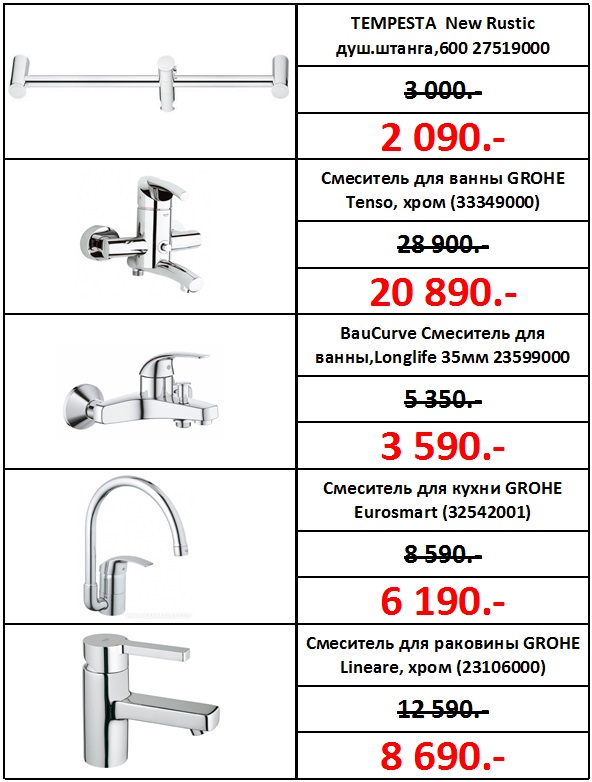 TEMPESTA New Rustic
душ.штанга,600 27519000
3 000.-
2 090.-
Смеситель для ванны GROHE
Tenso, хром (33349000)
28 900.-
20 890.-
BauCurve Смеситель для
ванны,Longlife 35мм 23599000
5 350.-
3 590.-
Смеситель для кухни GROHE
Eurosmart (32542001)
8 590.-
6 190.-
Смеситель для раковины GROHE
Lineare, хром (23106000)
12 590.-
8 690.-